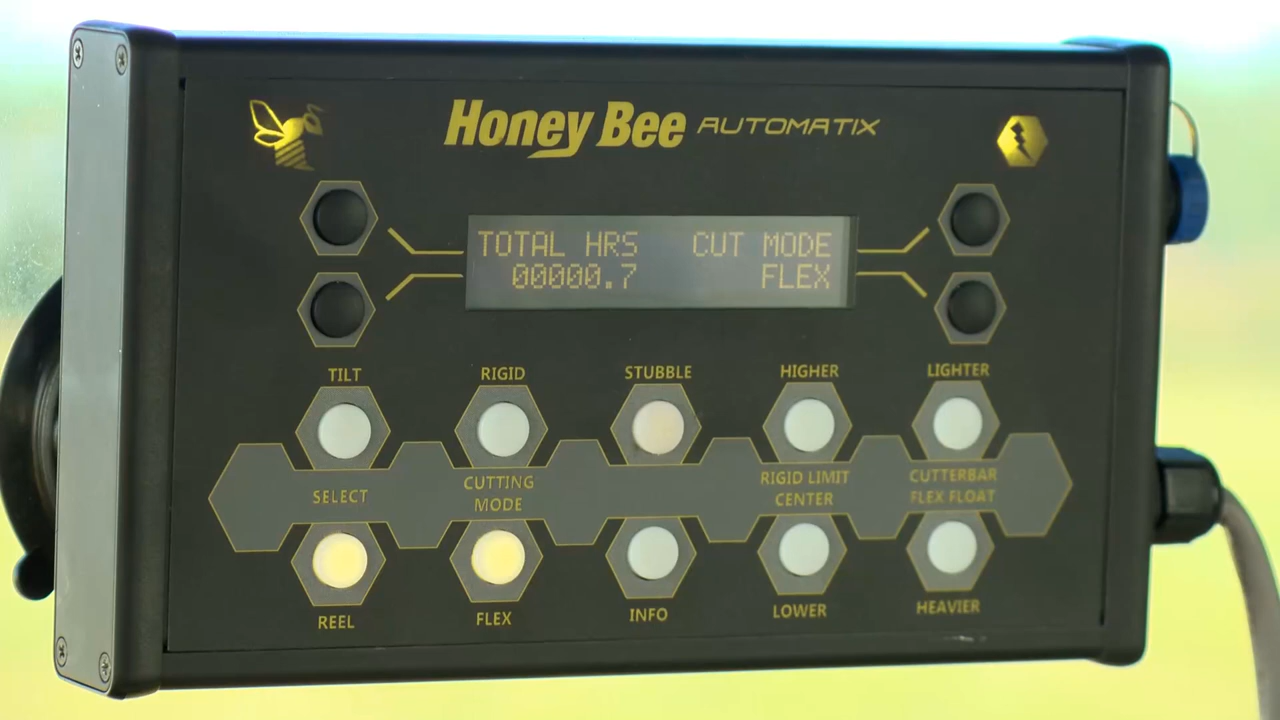 Honey Bee AUTOMATIX
TOTAL HRS CUT MODE
00000.7 FLEX
TILT RIGID STUBBLE HIGHER LIGHTER
SELECT
CUTTING
MODE
RIGID LIMIT
CENTER
CUTTERBAR
FLEX FLOAT
REEL FLEX INFO LOWER HEAVIER